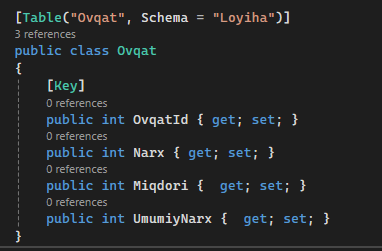 [Table("Ovqat", Schema = "Loyiha")]
3 references
public class Ovqat
{
[Key]
0 references
public int OvqatId { get; set; }
0 references
public int Narx { get; set; }
0 references
public int Miqdori {  get; set; }
0 references
public int UmumiyNarx {  get; set; }
}